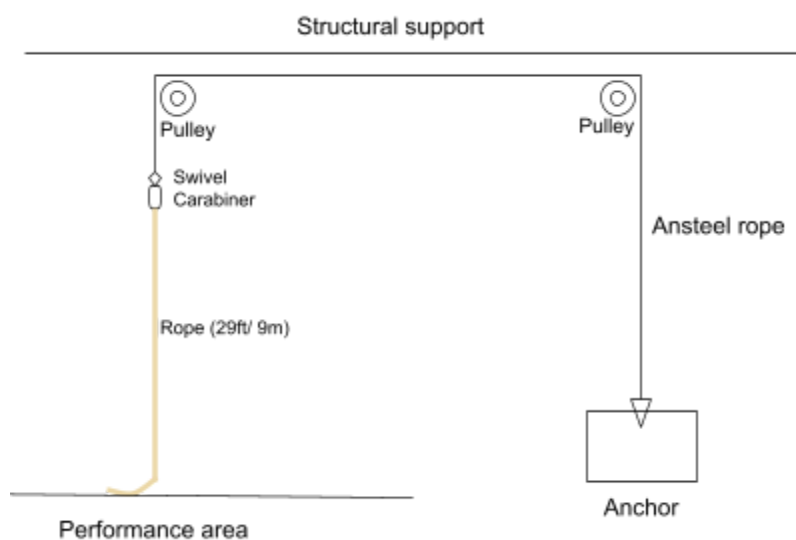 Structural support
Pulley
Pulley
Swivel
Carabiner
Ansteel rope
Rope (29ft/ 9m)
Anchor
Performance area